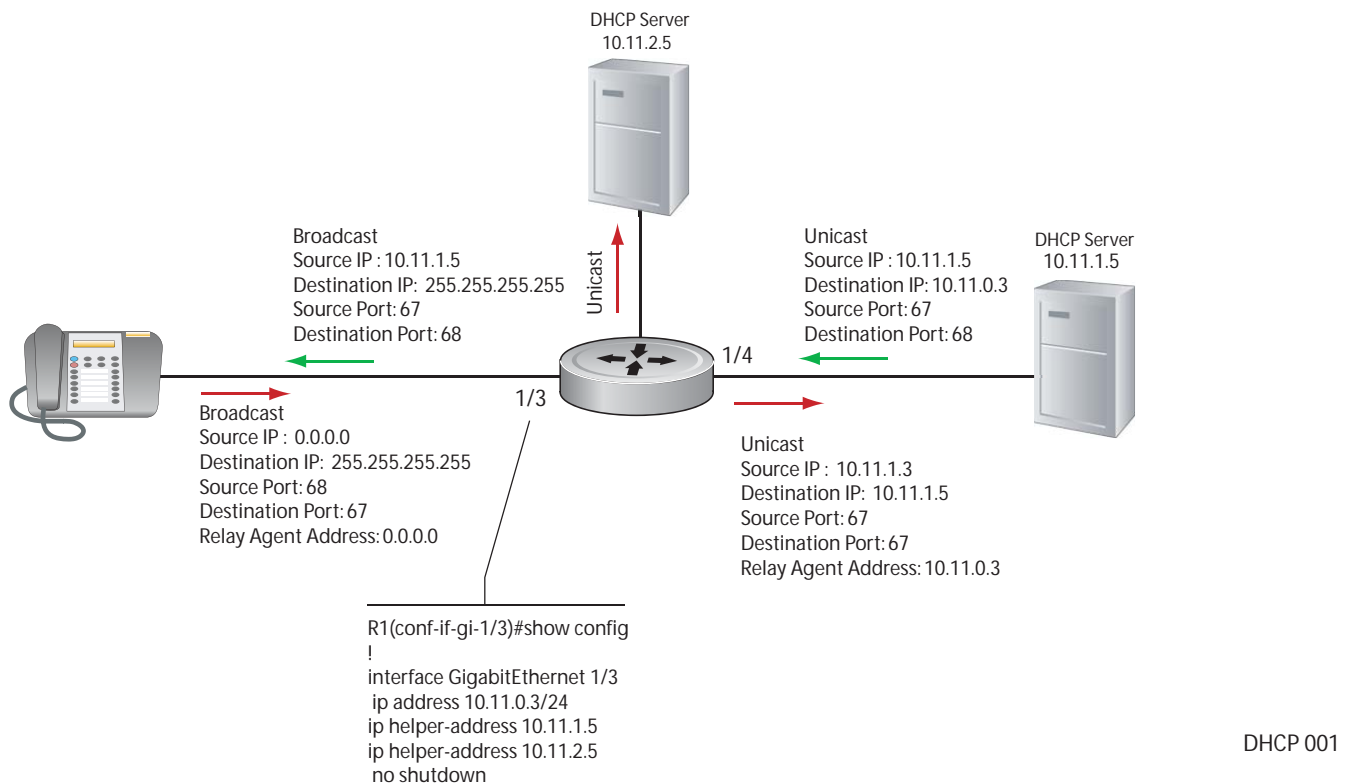 DHCP Server
10.11.2.5
Broadcast
Source IP : 10.11.1.5
Destination IP: 255.255.255.255
Source Port: 67
Destination Port: 68
Unicast
Unicast
Source IP : 10.11.1.5
Destination IP: 10.11.0.3
Source Port: 67
Destination Port: 68
DHCP Server
10.11.1.5
1/4
1/3
Broadcast
Source IP : 0.0.0.0
Destination IP: 255.255.255.255
Source Port: 68
Destination Port: 67
Relay Agent Address: 0.0.0.0
Unicast
Source IP : 10.11.1.3
Destination IP: 10.11.1.5
Source Port: 67
Destination Port: 67
Relay Agent Address: 10.11.0.3
R1(conf-if-gi-1/3)#show config
!
interface GigabitEthernet 1/3
ip address 10.11.0.3/24
ip helper-address 10.11.1.5
ip helper-address 10.11.2.5
no shutdown
DHCP 001